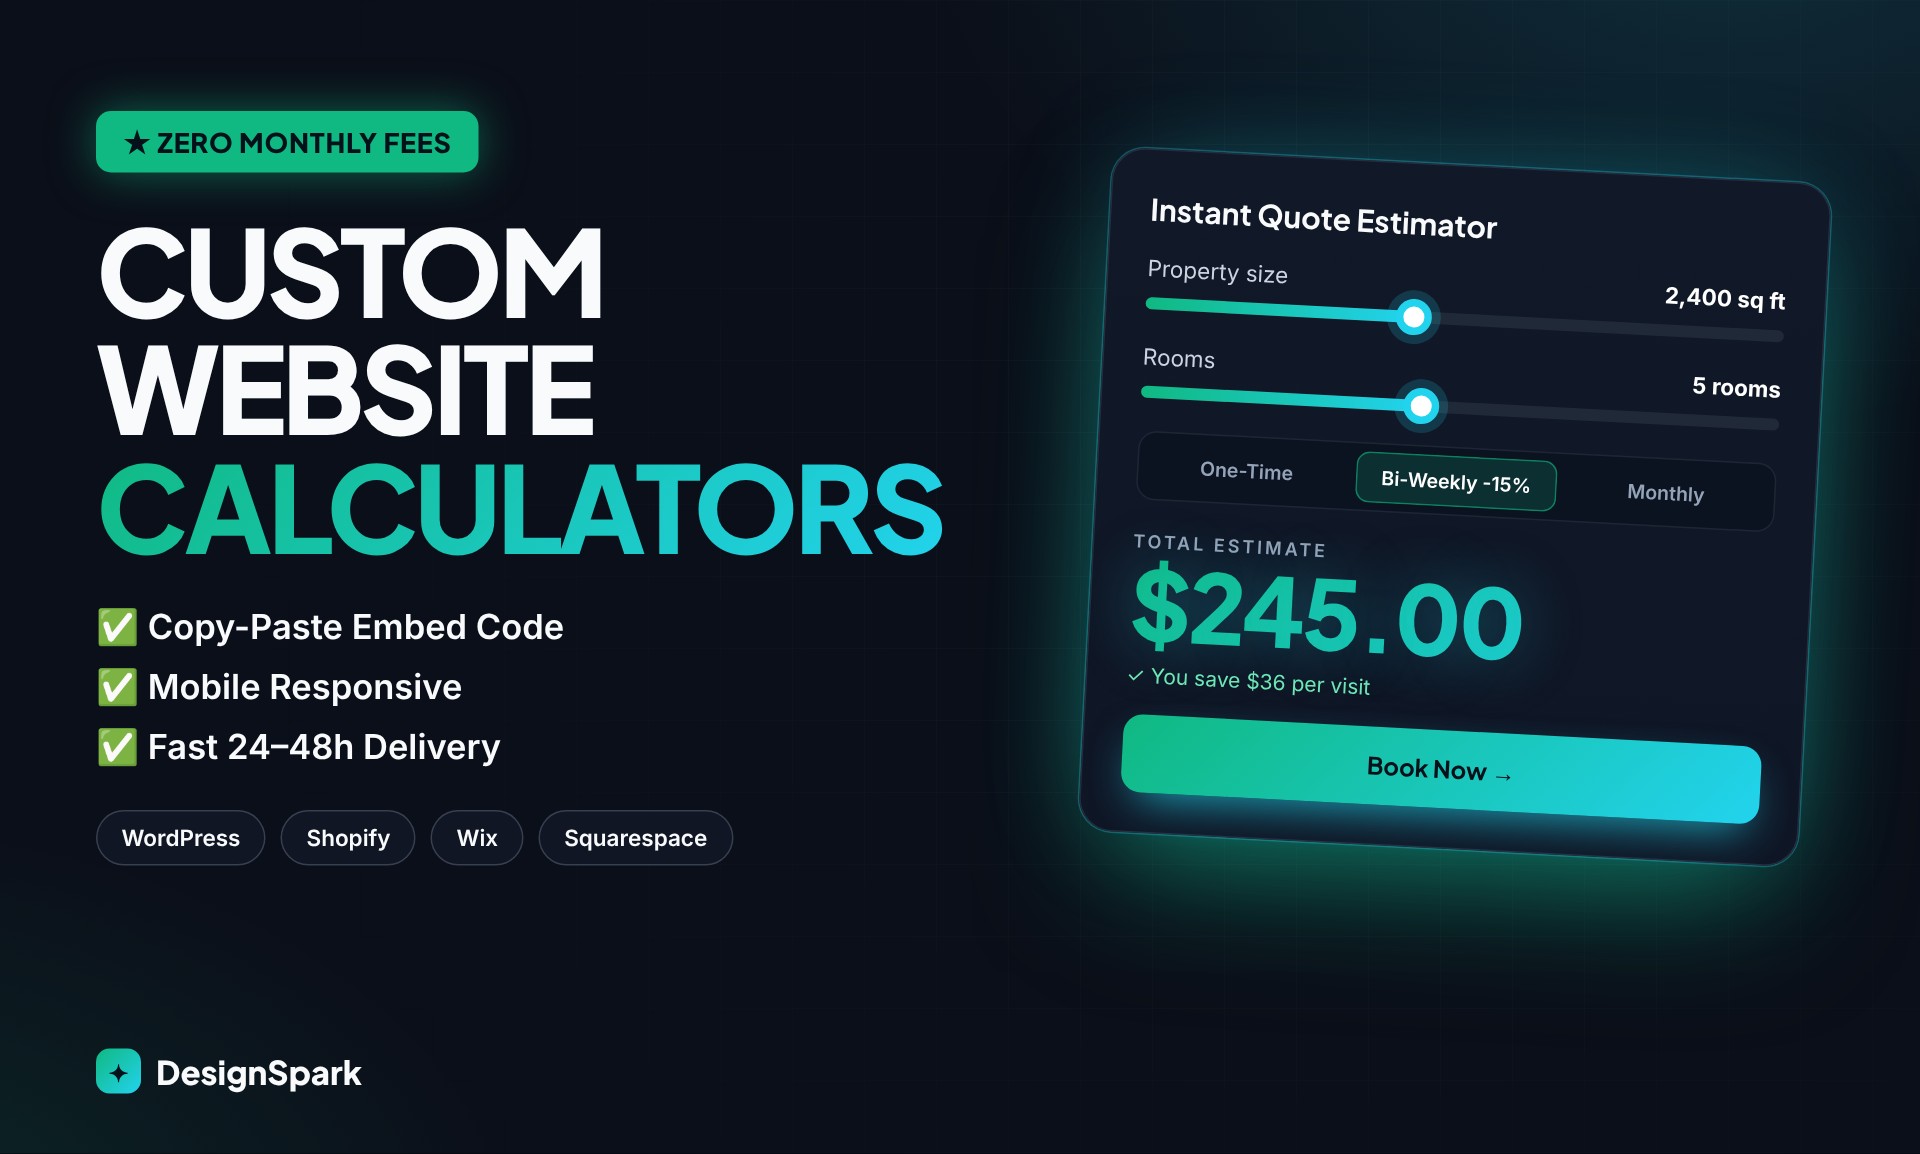 ★ ZERO MONTHLY FEES
CUSTOM
WEBSITE
CALCULATORS
✅ Copy-Paste Embed Code
✅ Mobile Responsive
✅ Fast 24–48h Delivery
WordPress Shopify Wix Squarespace
DesignSpark
Instant Quote Estimator
Property size 2,400 sq ft
Rooms 5 rooms
One-Time Bi-Weekly -15% Monthly
TOTAL ESTIMATE
$245.00
✓ You save $36 per visit
Book Now →